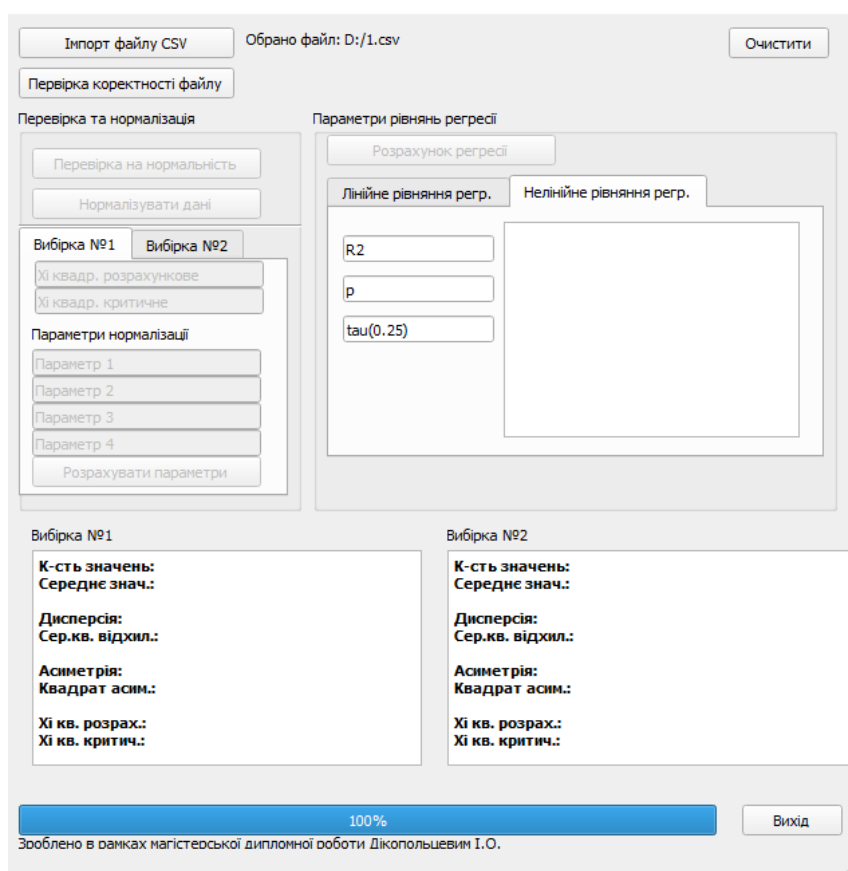 Імпорт файлу CSV
Обрано файл: D:/1.csv
Очистити
Первірка коректності файлу
Перевірка та нормалізація
Параметри рівнянь регресії
Перевірка на нормальність
Розрахунок регресії
Нормалізувати дані
Лінійне рівняння регр.
Нелінійне рівняння регр.
Вибірка №1
Вибірка №2
R2
Хі квадр. розрахункове
p
Хі квадр. критичне
tau(0.25)
Параметри нормалізації
Параметр 1
Параметр 2
Параметр 3
Параметр 4
Розрахувати параметри
Вибірка №1
К-сть значень:
Середнє знач.:
Дисперсія:
Сер.кв. відхил.:
Асиметрія:
Квадрат асим.:
Хі кв. розрах.:
Хі кв. критич.:
Вибірка №2
К-сть значень:
Середнє знач.:
Дисперсія:
Сер.кв. відхил.:
Асиметрія:
Квадрат асим.:
Хі кв. розрах.:
Хі кв. критич.:
100%
Вихід
Зроблено в рамках магістерської дипломної роботи Дікопольцевим І.О.